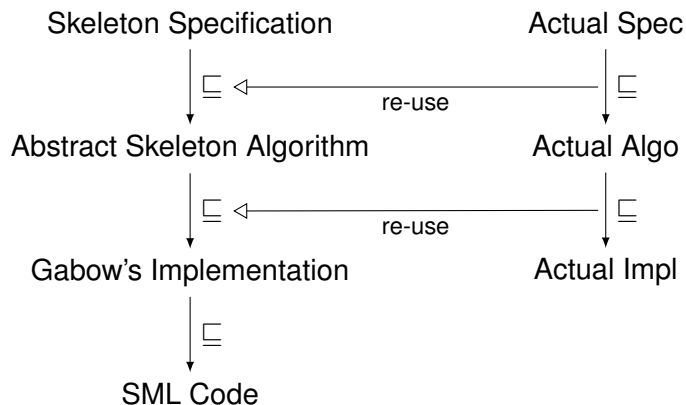 Skeleton Specification
Actual Spec
⊑
re-use
⊑
Abstract Skeleton Algorithm
Actual Algo
⊑
re-use
⊑
Gabow's Implementation
Actual Impl
⊑
SML Code